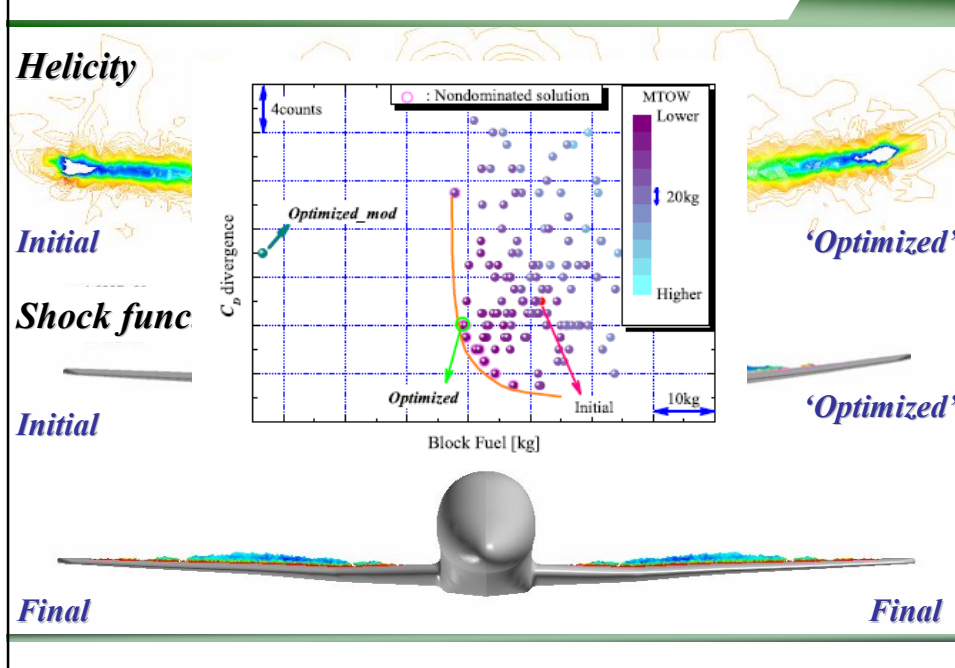 Helicity
4counts
: Nondominated solution
MTOW
Lower
20kg
Higher
Optimized_mod
Initial
‘Optimized’
C_D divergence
Shock func
Optimized
Initial
10kg
Initial
‘Optimized’
Block Fuel [kg]
Final
Final